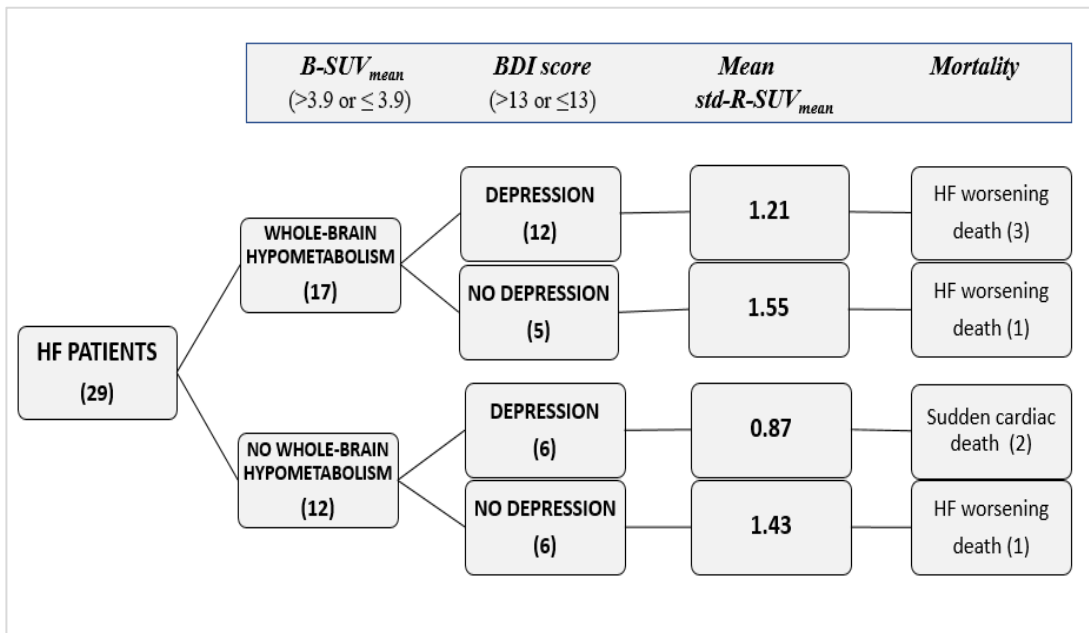 B-SUVmean
(>3.9 or ≤ 3.9)
BDI score
(>13 or ≤13)
Mean
std-R-SUVmean
Mortality
HF PATIENTS
(29)
WHOLE-BRAIN
HYPOMETABOLISM
(17)
DEPRESSION
(12)
1.21
HF worsening
death (3)
NO DEPRESSION
(5)
1.55
HF worsening
death (1)
NO WHOLE-BRAIN
HYPOMETABOLISM
(12)
DEPRESSION
(6)
0.87
Sudden cardiac
death (2)
NO DEPRESSION
(6)
1.43
HF worsening
death (1)